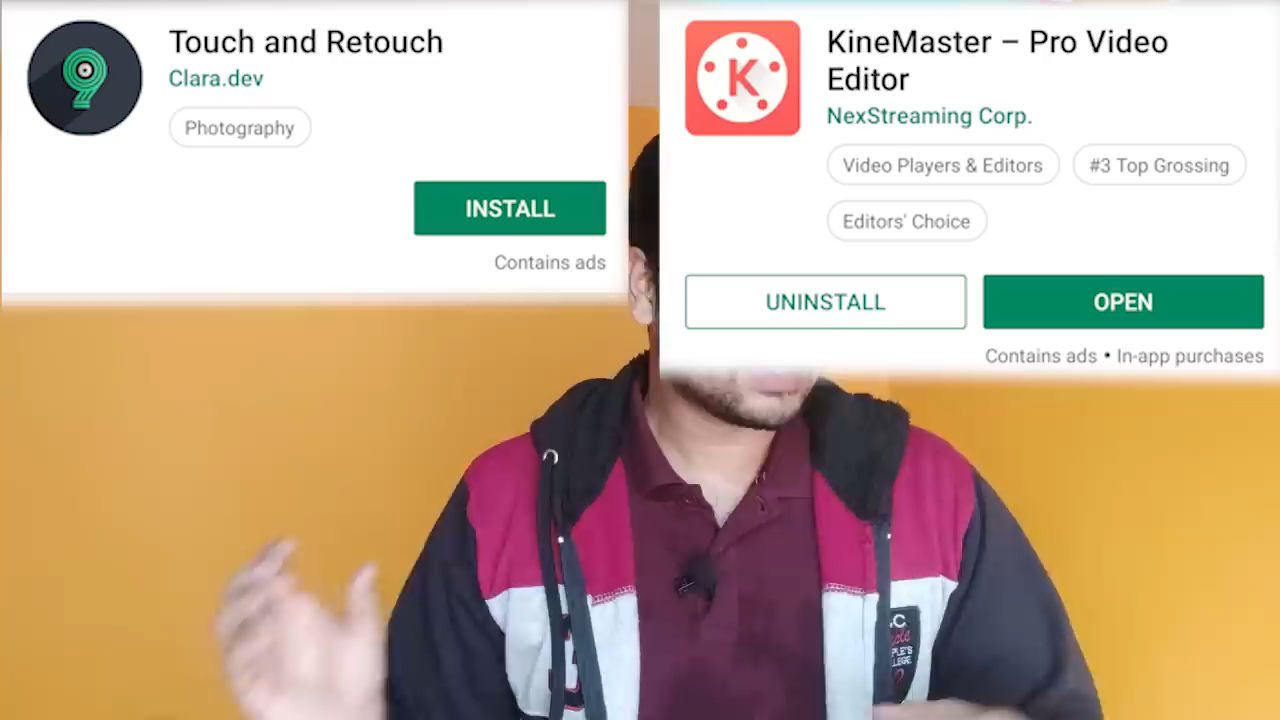 Touch and Retouch
Clara.dev
Photography
INSTALL
Contains ads
K
KineMaster – Pro Video
Editor
NexStreaming Corp.
Video Players & Editors
#3 Top Grossing
Editors' Choice
UNINSTALL
OPEN
Contains ads • In-app purchases